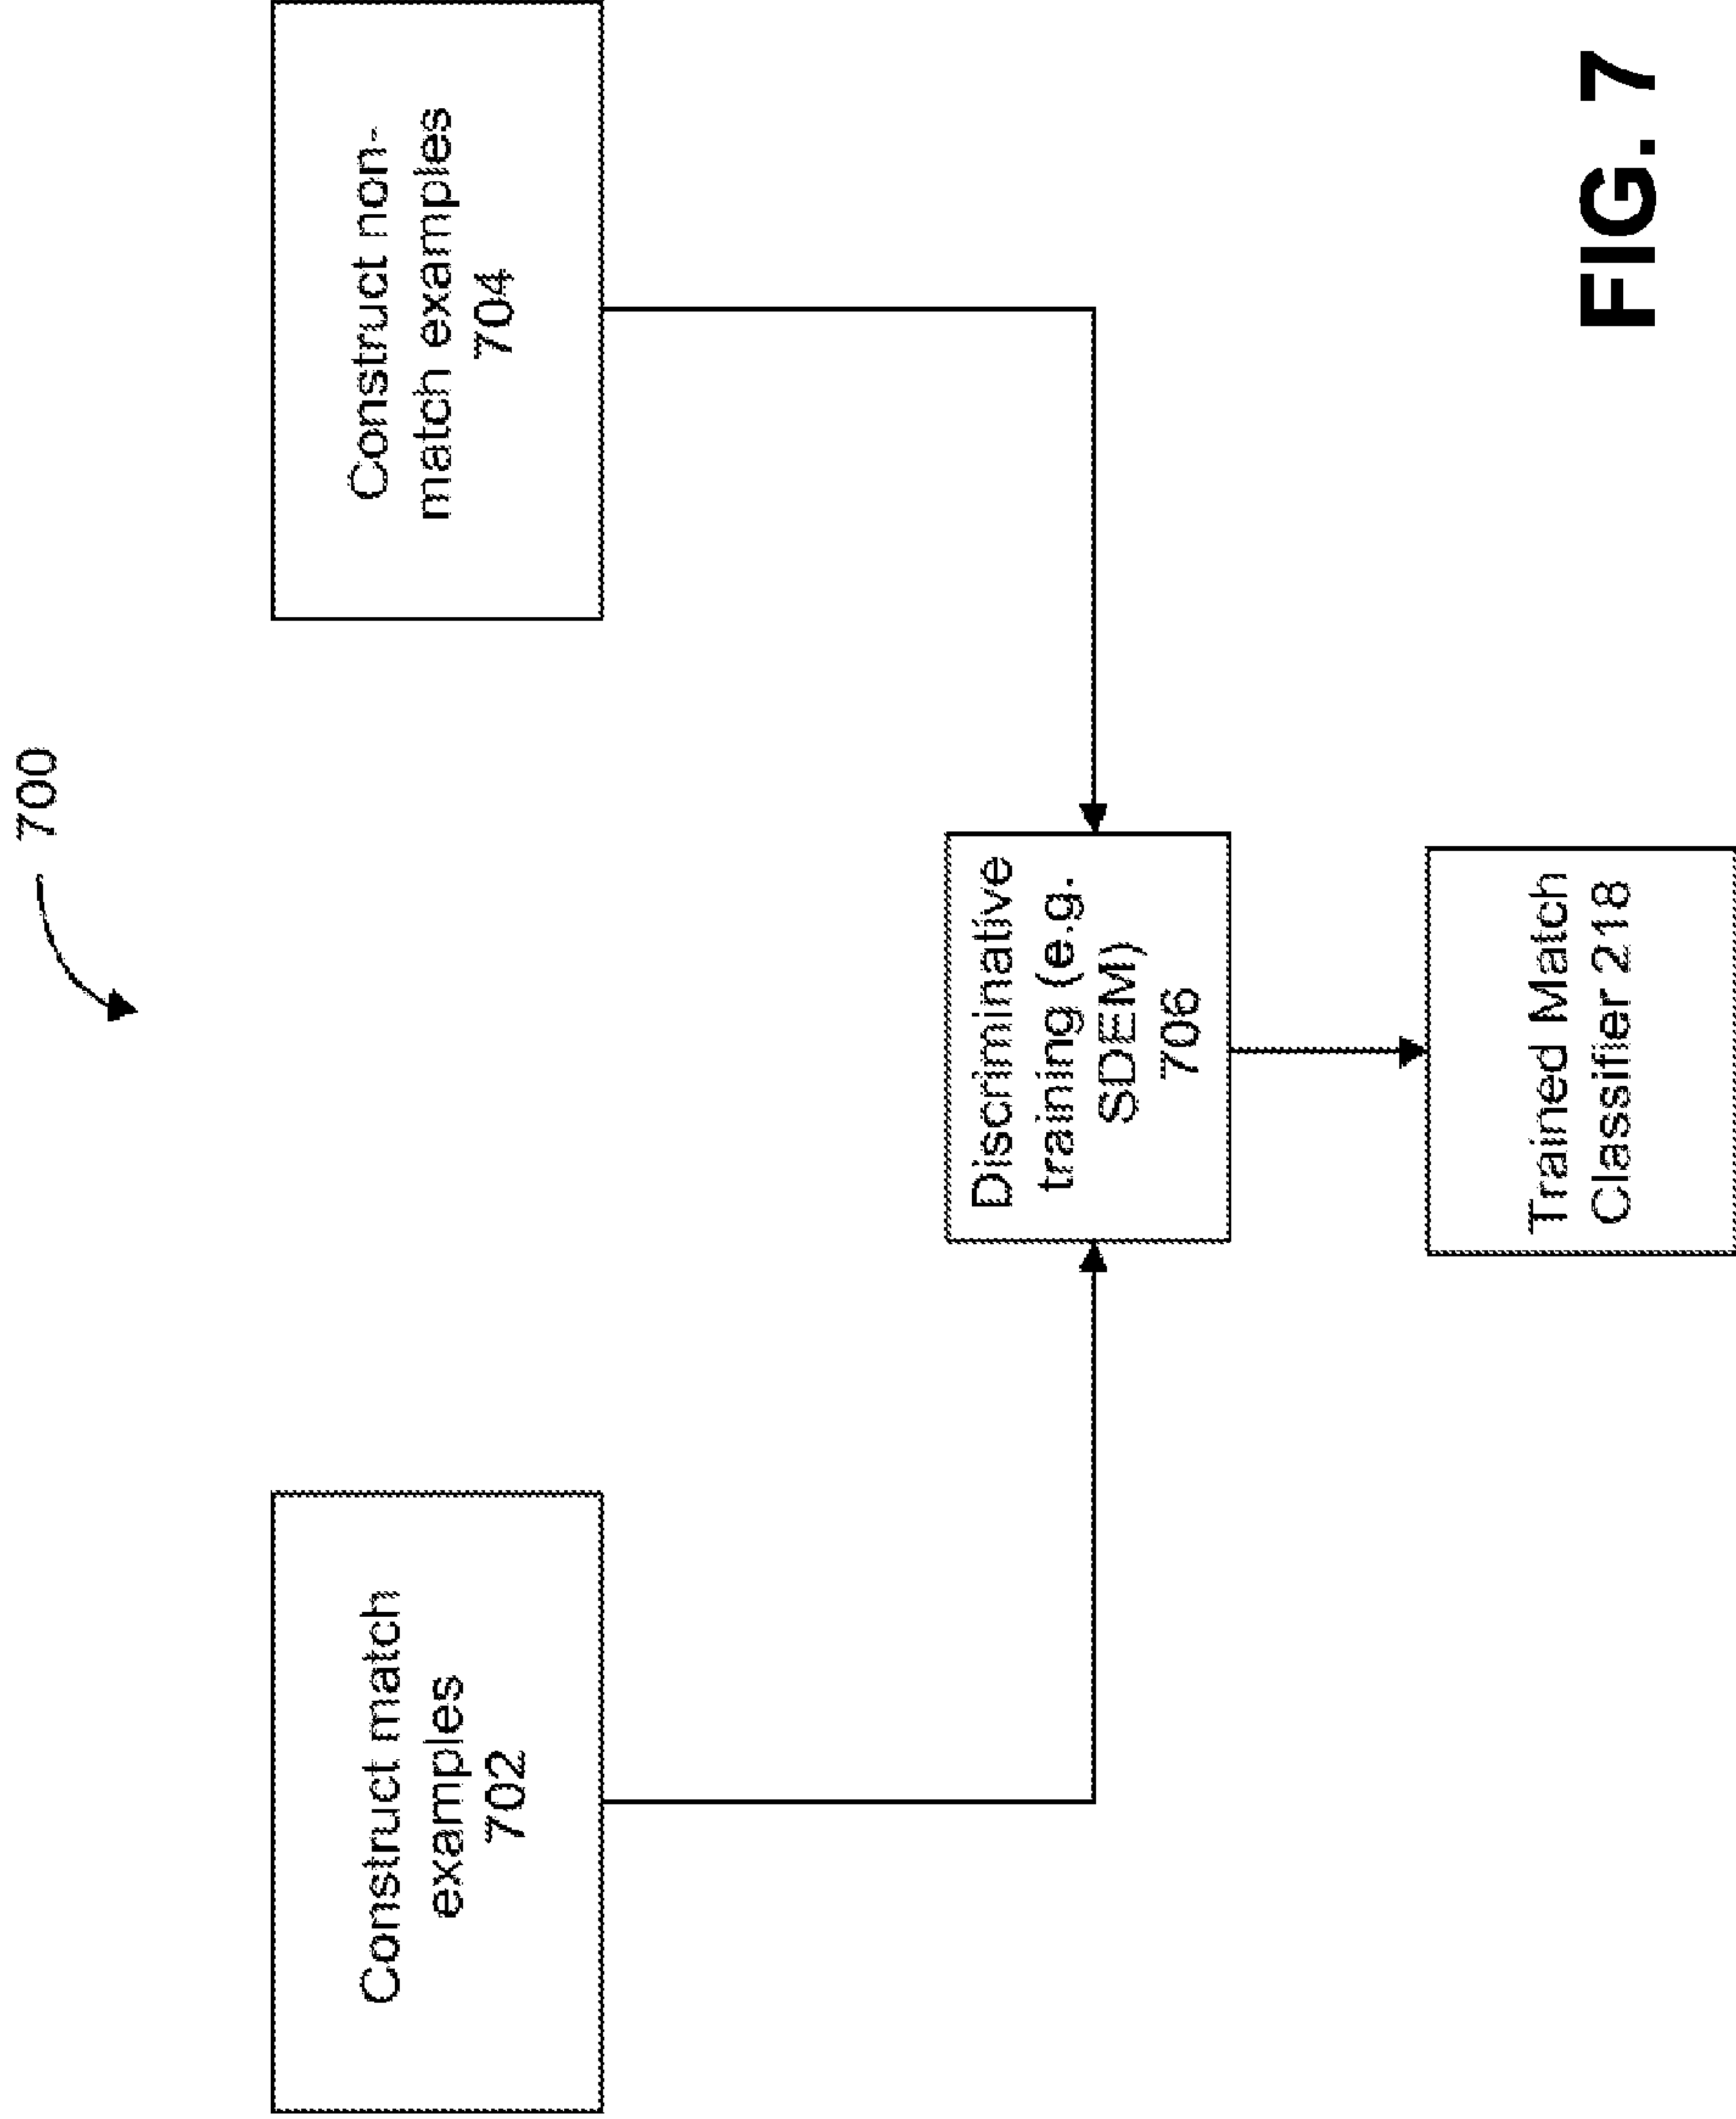 700
Construct match
examples
702
Construct non-
match examples
704
Discriminative
training (e.g.
SDEM)
706
Trained Match
Classifier 218
FIG. 7